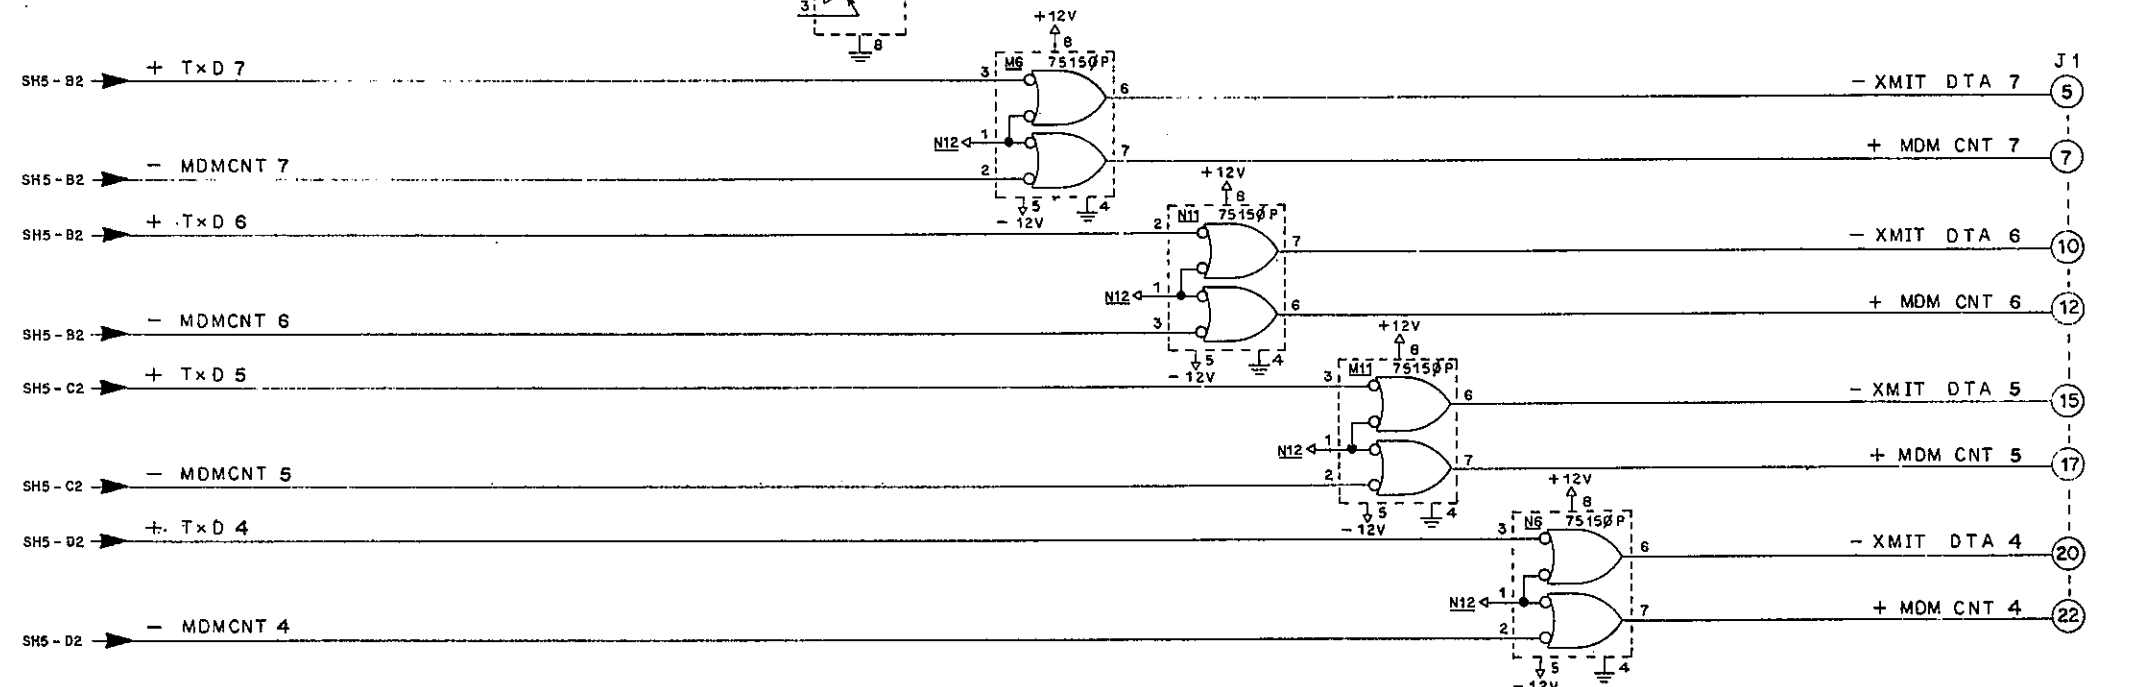 3
8
+12V
8
J1
SH5-B2 + TxD 7 3 M6 7515ØP 6 - XMIT DTA 7 5
N12 1
SH5-B2 - MDMCNT 7 2 7 + MDM CNT 7 7
5 4
- 12V
+12V
8
SH5-B2 + TxD 6 2 N11 7515ØP 7 - XMIT DTA 6 10
N12 1
SH5-B2 - MDMCNT 6 3 6 + MDM CNT 6 12
5 4
- 12V
+12V
8
SH5-C2 + TxD 5 3 M11 7515ØP 6 - XMIT DTA 5 15
N12 1
SH5-C2 - MDMCNT 5 2 7 + MDM CNT 5 17
5 4
- 12V
+12V
8
SH5-D2 + TxD 4 3 N6 7515ØP 6 - XMIT DTA 4 20
N12 1
SH5-D2 - MDMCNT 4 2 7 + MDM CNT 4 22
5 4
- 12V